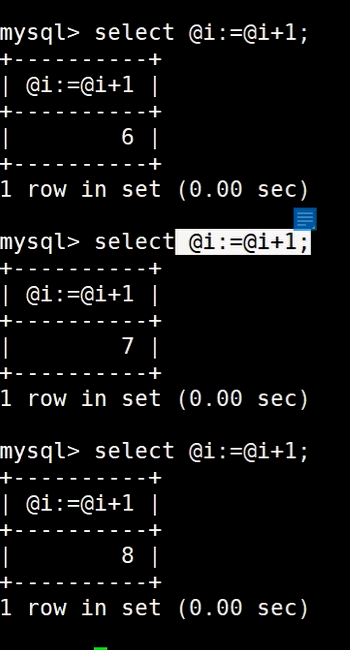 mysql> select @i:=@i+1;
+----------+
| @i:=@i+1 |
+----------+
|        6 |
+----------+
1 row in set (0.00 sec)
mysql> select @i:=@i+1;
+----------+
| @i:=@i+1 |
+----------+
|        7 |
+----------+
1 row in set (0.00 sec)
mysql> select @i:=@i+1;
+----------+
| @i:=@i+1 |
+----------+
|        8 |
+----------+
1 row in set (0.00 sec)